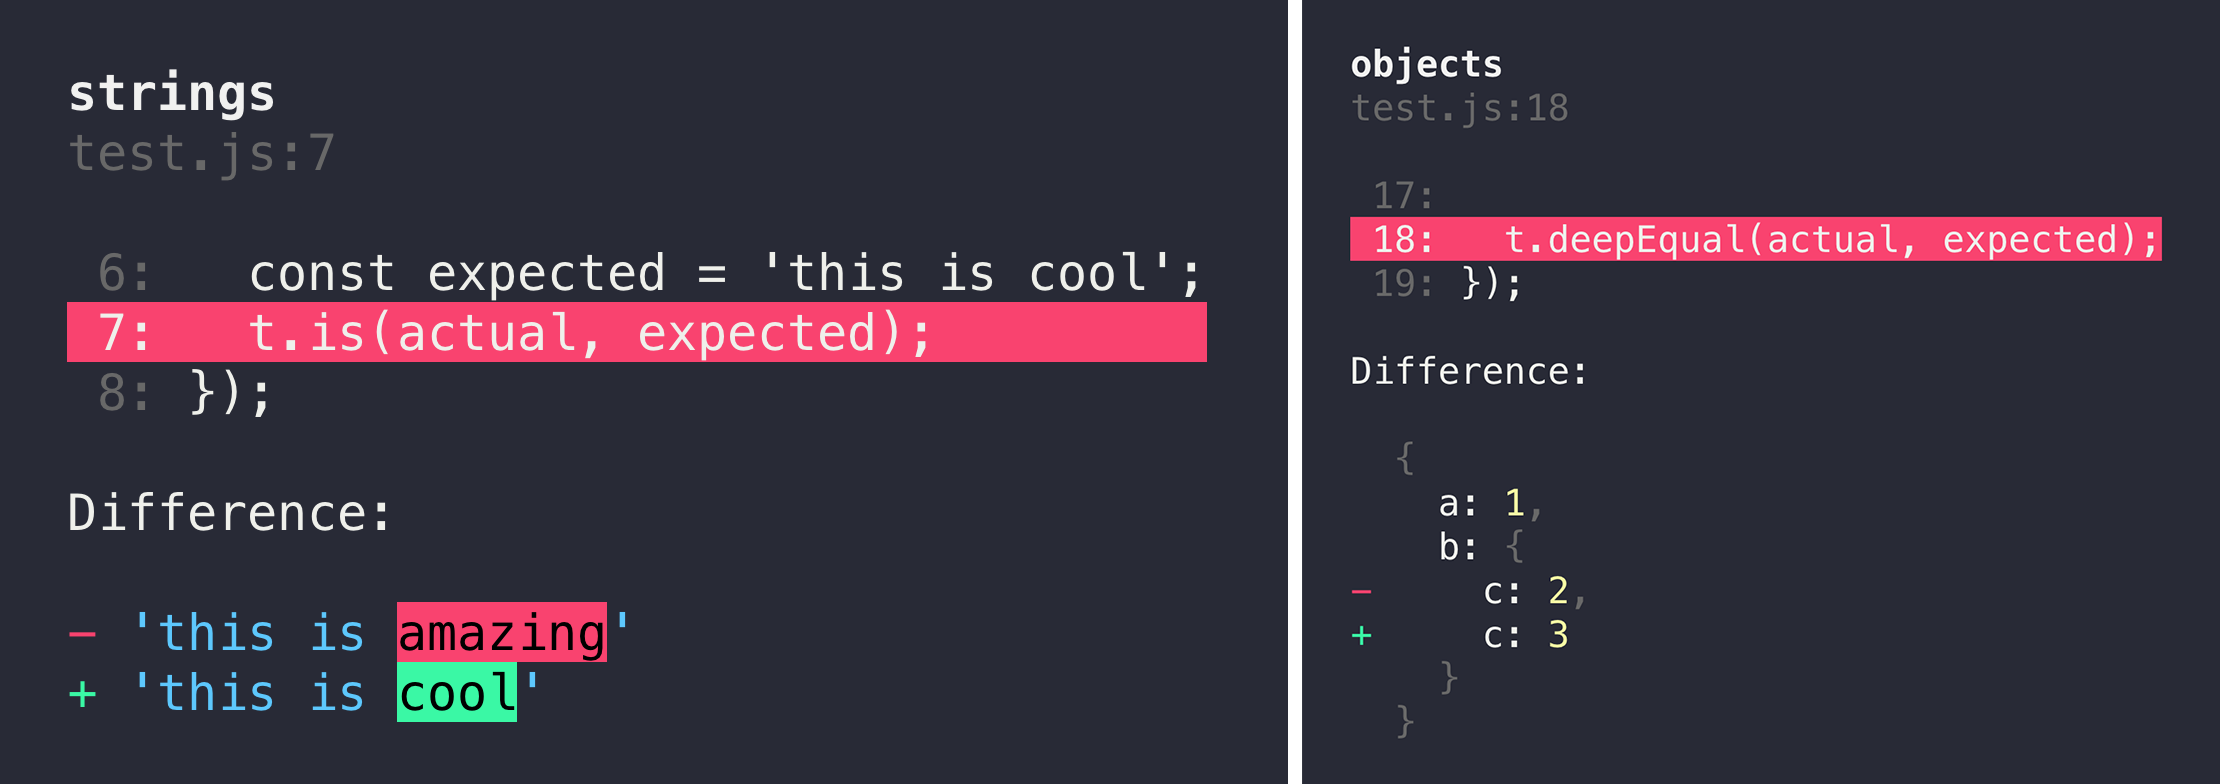 strings
test.js:7
6:   const expected = 'this is cool';
7:   t.is(actual, expected);
8: });
Difference:
- 'this is amazing'
+ 'this is cool'
objects
test.js:18
17:
18:   t.deepEqual(actual, expected);
19: });
Difference:
{
a: 1,
b: {
-     c: 2,
+     c: 3
}
}